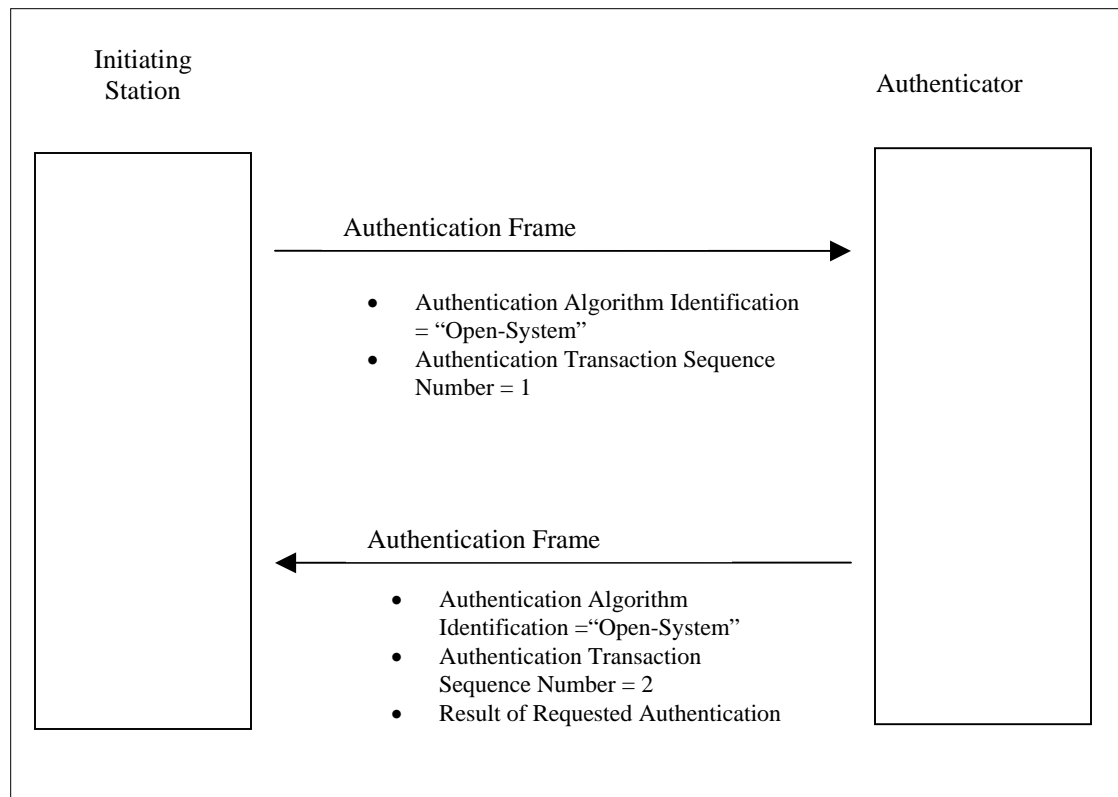 Initiating
Station
Authenticator
Authentication Frame
• Authentication Algorithm Identification
= “Open-System”
• Authentication Transaction Sequence
Number = 1
Authentication Frame
• Authentication Algorithm
Identification =“Open-System”
• Authentication Transaction
Sequence Number = 2
• Result of Requested Authentication